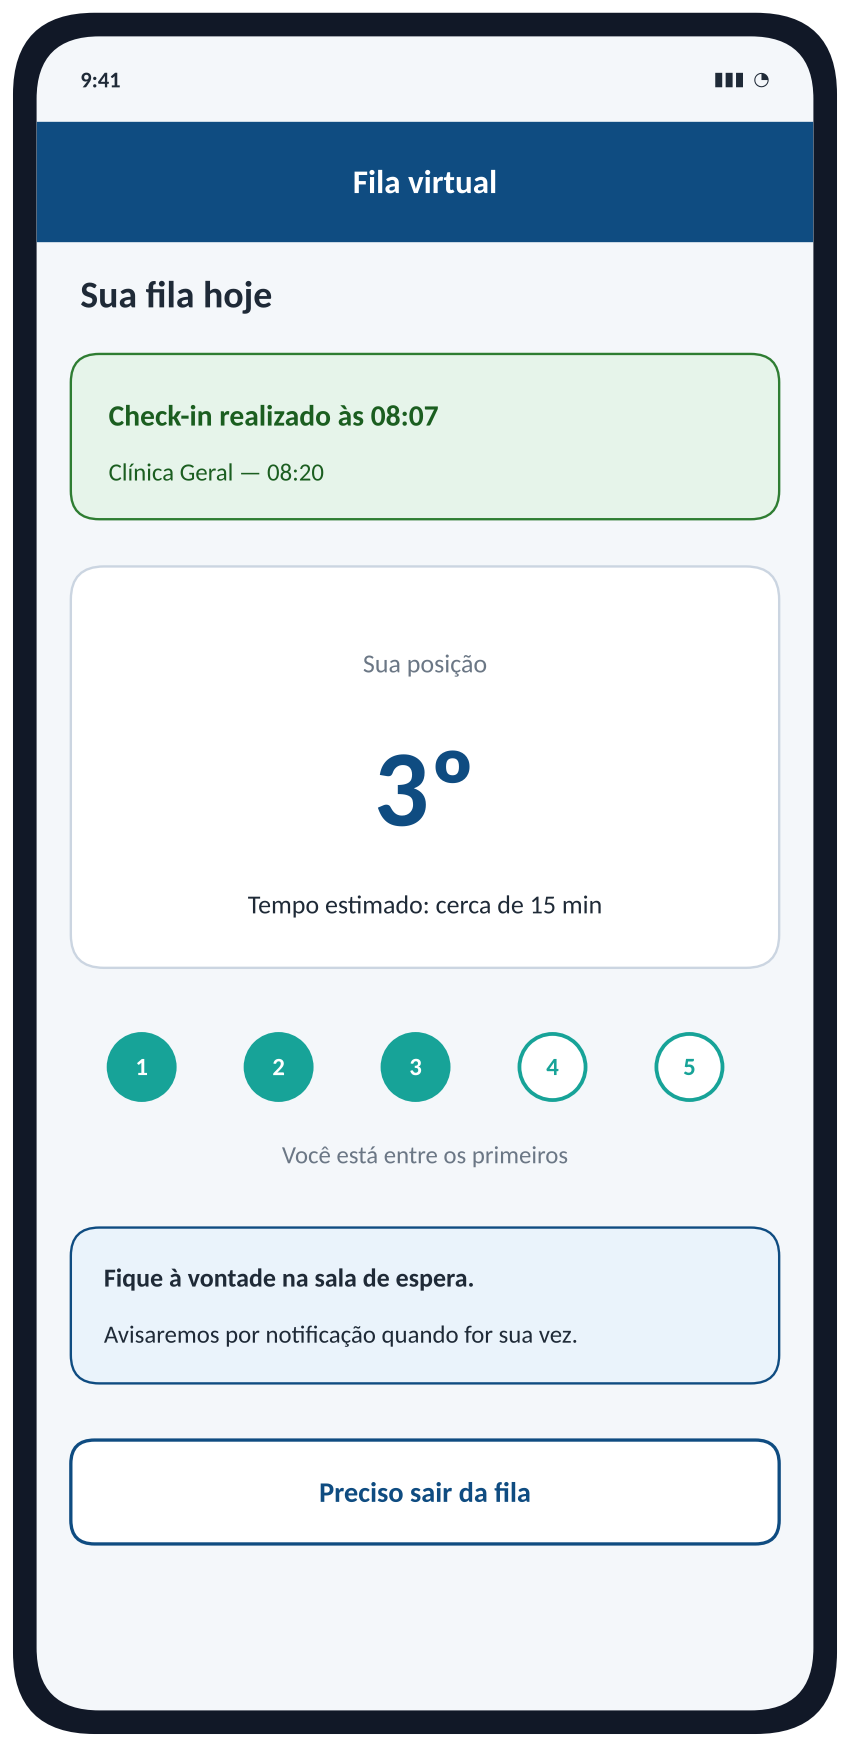 9:41
Fila virtual
Sua fila hoje
Check-in realizado às 08:07
Clínica Geral — 08:20
Sua posição
3º
Tempo estimado: cerca de 15 min
1 2 3 4 5
Você está entre os primeiros
Fique à vontade na sala de espera.
Avisaremos por notificação quando for sua vez.
Preciso sair da fila